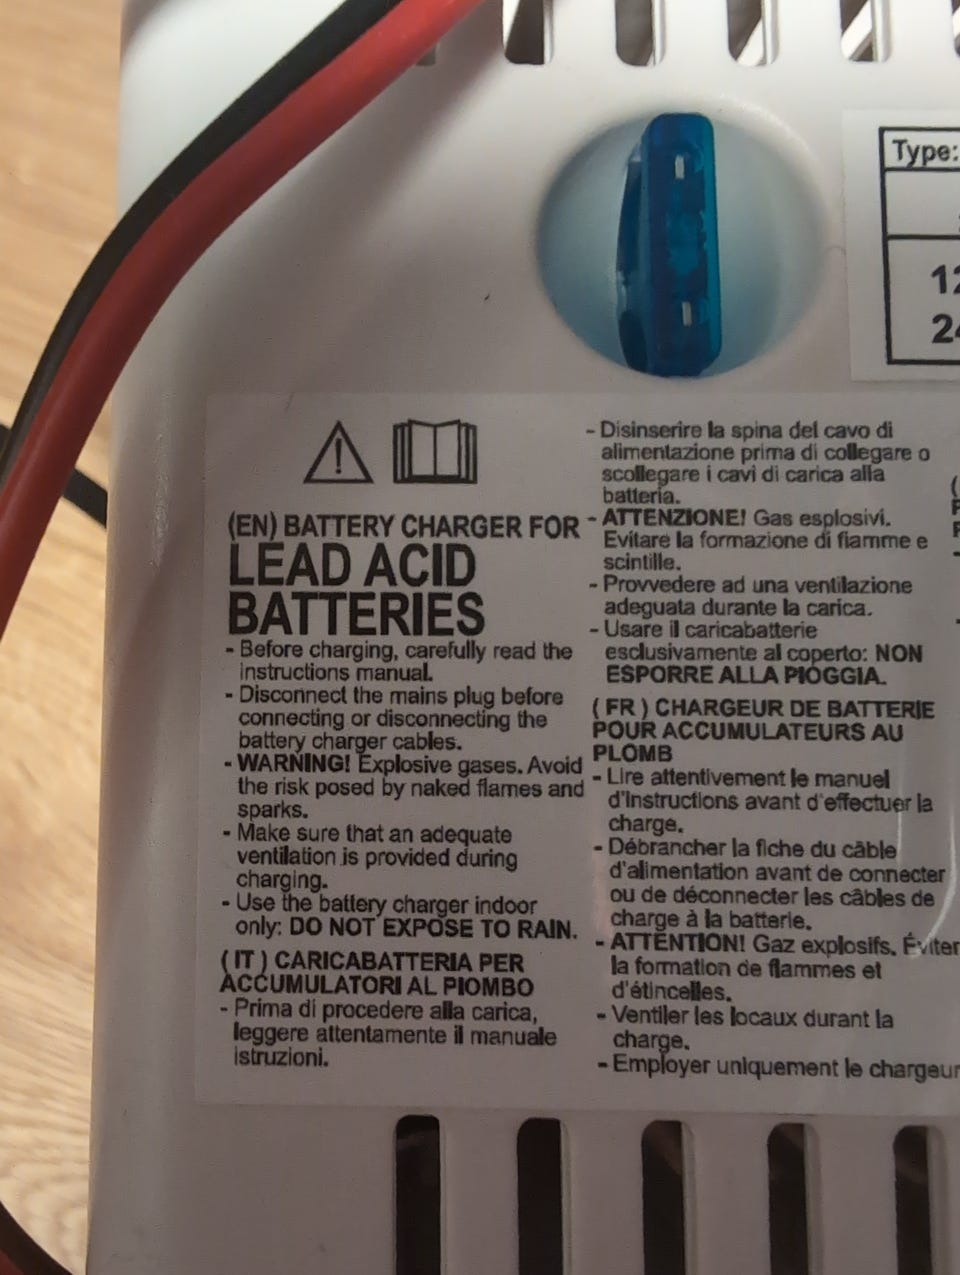 Type:
(EN) BATTERY CHARGER FOR
LEAD ACID
BATTERIES
- Before charging, carefully read the
instructions manual.
- Disconnect the mains plug before
connecting or disconnecting the
battery charger cables.
- WARNING! Explosive gases. Avoid
the risk posed by naked flames and
sparks.
- Make sure that an adequate
ventilation is provided during
charging.
- Use the battery charger indoor
only: DO NOT EXPOSE TO RAIN.
( IT ) CARICABATTERIA PER
ACCUMULATORI AL PIOMBO
- Prima di procedere alla carica,
leggere attentamente il manuale
istruzioni.
- Disinserire la spina del cavo di
alimentazione prima di collegare o
scollegare i cavi di carica alla
batteria.
- ATTENZIONE! Gas esplosivi.
Evitare la formazione di fiamme e
scintille.
- Provvedere ad una ventilazione
adeguata durante la carica.
- Usare il caricabatterie
esclusivamente al coperto: NON
ESPORRE ALLA PIOGGIA.
( FR ) CHARGEUR DE BATTERIE
POUR ACCUMULATEURS AU
PLOMB
- Lire attentivement le manuel
d'instructions avant d'effectuer la
charge.
- Débrancher la fiche du câble
d'alimentation avant de connecter
ou de déconnecter les câbles de
charge à la batterie.
- ATTENTION! Gaz explosifs. Éviter
la formation de flammes et
d'étincelles.
- Ventiler les locaux durant la
charge.
- Employer uniquement le chargeur